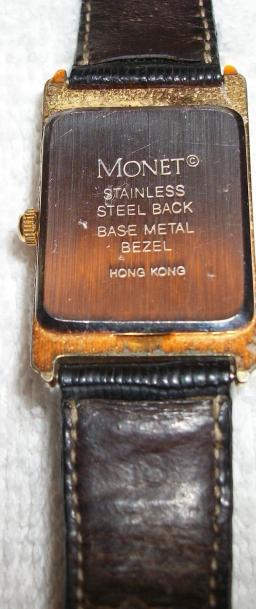 MONET©
STAINLESS
STEEL BACK
BASE METAL
BEZEL
HONG KONG